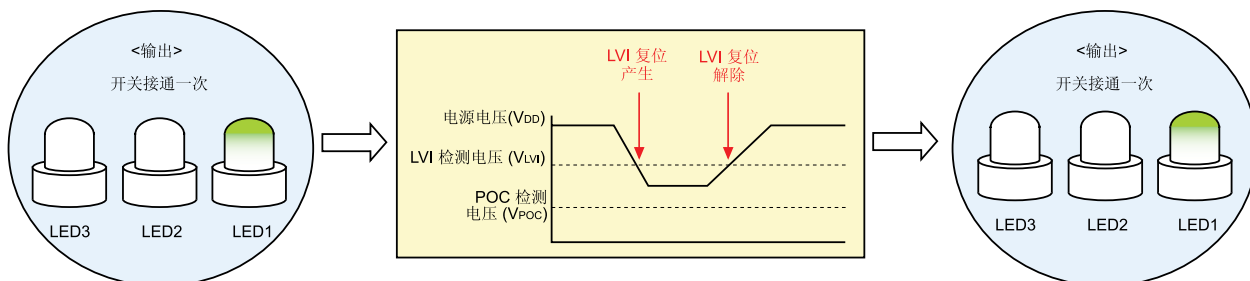 <输出>
开关接通一次
LED3 LED2 LED1
LVI 复位
产生
LVI 复位
解除
电源电压(VDD)
LVI 检测电压 (VLVI)
POC 检测
电压 (VPOC)
<输出>
开关接通一次
LED3 LED2 LED1